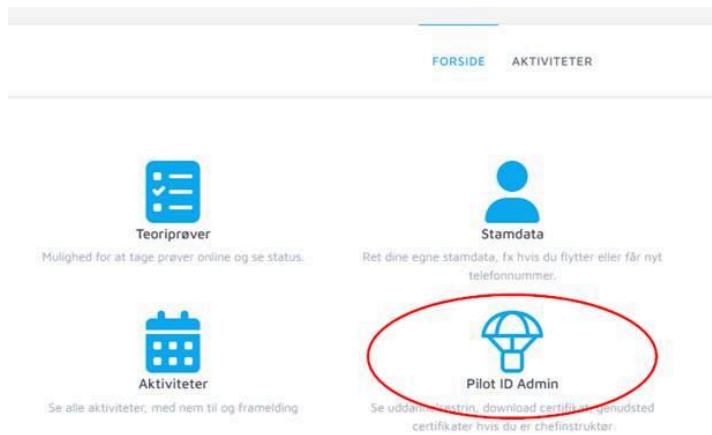 FORSIDE AKTIVITETER
Teoriprøver
Mulighed for at tage prøver online og se status.
Stamdata
Ret dine egne stamdata, fx hvis du flytter eller får nyt
telefonnummer.
Aktiviteter
Se alle aktiviteter, med nem til og framelding
Pilot ID Admin
Se uddannelsestrin, download certifikat, genudsted
certifikater hvis du er chefinstruktør